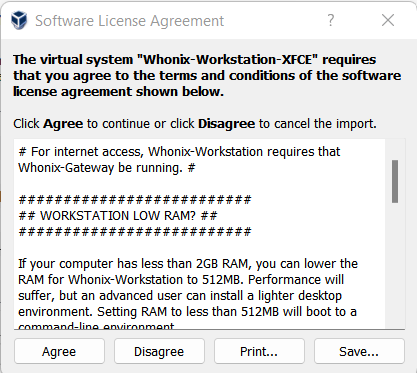 Software License Agreement
?
The virtual system "Whonix-Workstation-XFCE" requires
that you agree to the terms and conditions of the software
license agreement shown below.
Click Agree to continue or click Disagree to cancel the import.
# For internet access, Whonix-Workstation requires that
Whonix-Gateway be running. #
##########################
## WORKSTATION LOW RAM? ##
##########################
If your computer has less than 2GB RAM, you can lower the
RAM for Whonix-Workstation to 512MB. Performance will
suffer, but an advanced user can install a lighter desktop
environment. Setting RAM to less than 512MB will boot to a
command-line environment
Agree
Disagree
Print...
Save...